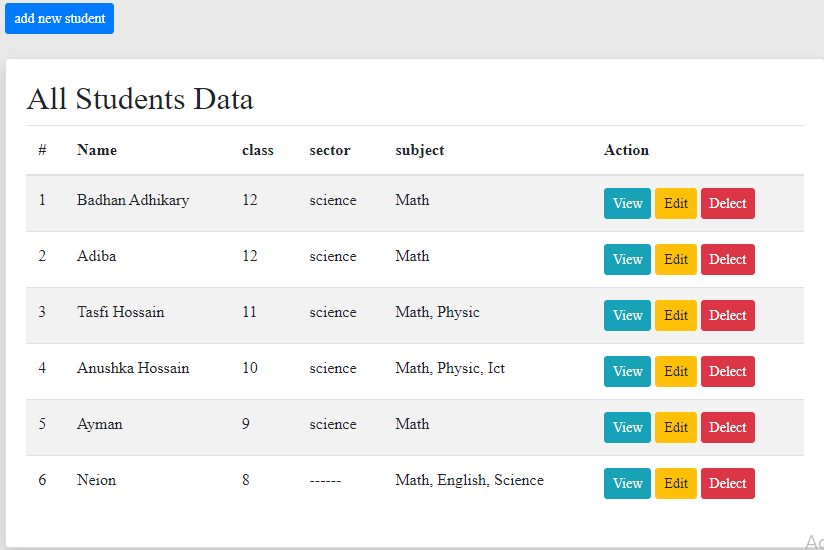 add new student
All Students Data
# Name class sector subject Action
1 Badhan Adhikary 12 science Math View Edit Delect
2 Adiba 12 science Math View Edit Delect
3 Tasfi Hossain 11 science Math, Physic View Edit Delect
4 Anushka Hossain 10 science Math, Physic, Ict View Edit Delect
5 Ayman 9 science Math View Edit Delect
6 Neion 8 ------ Math, English, Science View Edit Delect